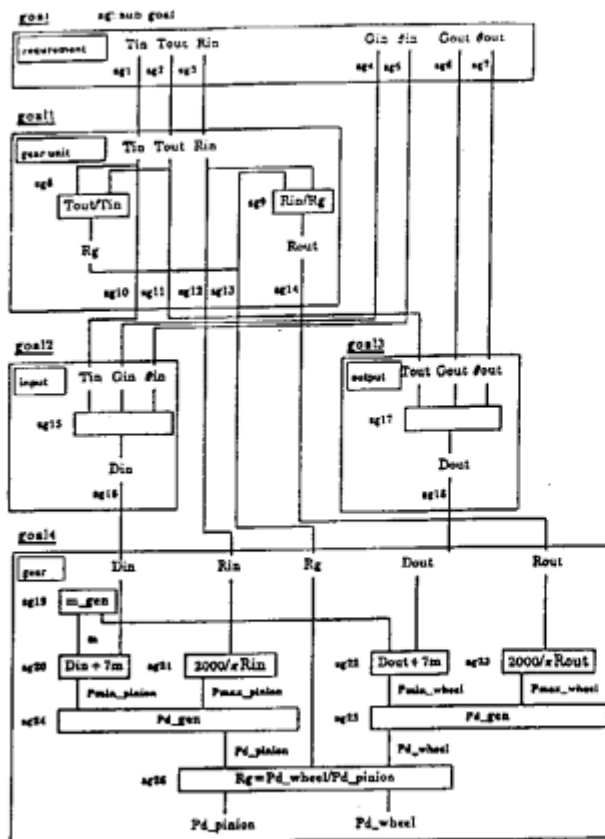 goal sg: sub goal
requirement Tin Tout Rin Gin θin Gout θout
sg1 sg2 sg3 sg4 sg5 sg6 sg7
goal1
gear unit Tin Tout Rin
sg8 Tout/Tin sg9 Rin/Rg
Rg Rout
sg10 sg11 sg12 sg13 sg14
goal2 goal3
input Tin Gin θin output Tout Gout θout
sg15 sg17
Din Dout
sg16 sg18
goal4
gear Din Rin Rg Dout Rout
sg19 m_gen
m
sg20 Din+7m sg21 2000/πRin sg22 Dout+7m sg23 2000/πRout
Pmin_pinion Pmax_pinion Pmin_wheel Pmax_wheel
sg24 Pd_gen sg25 Pd_gen
Pd_pinion Pd_wheel
sg26 Rg=Pd_wheel/Pd_pinion
Pd_pinion Pd_wheel